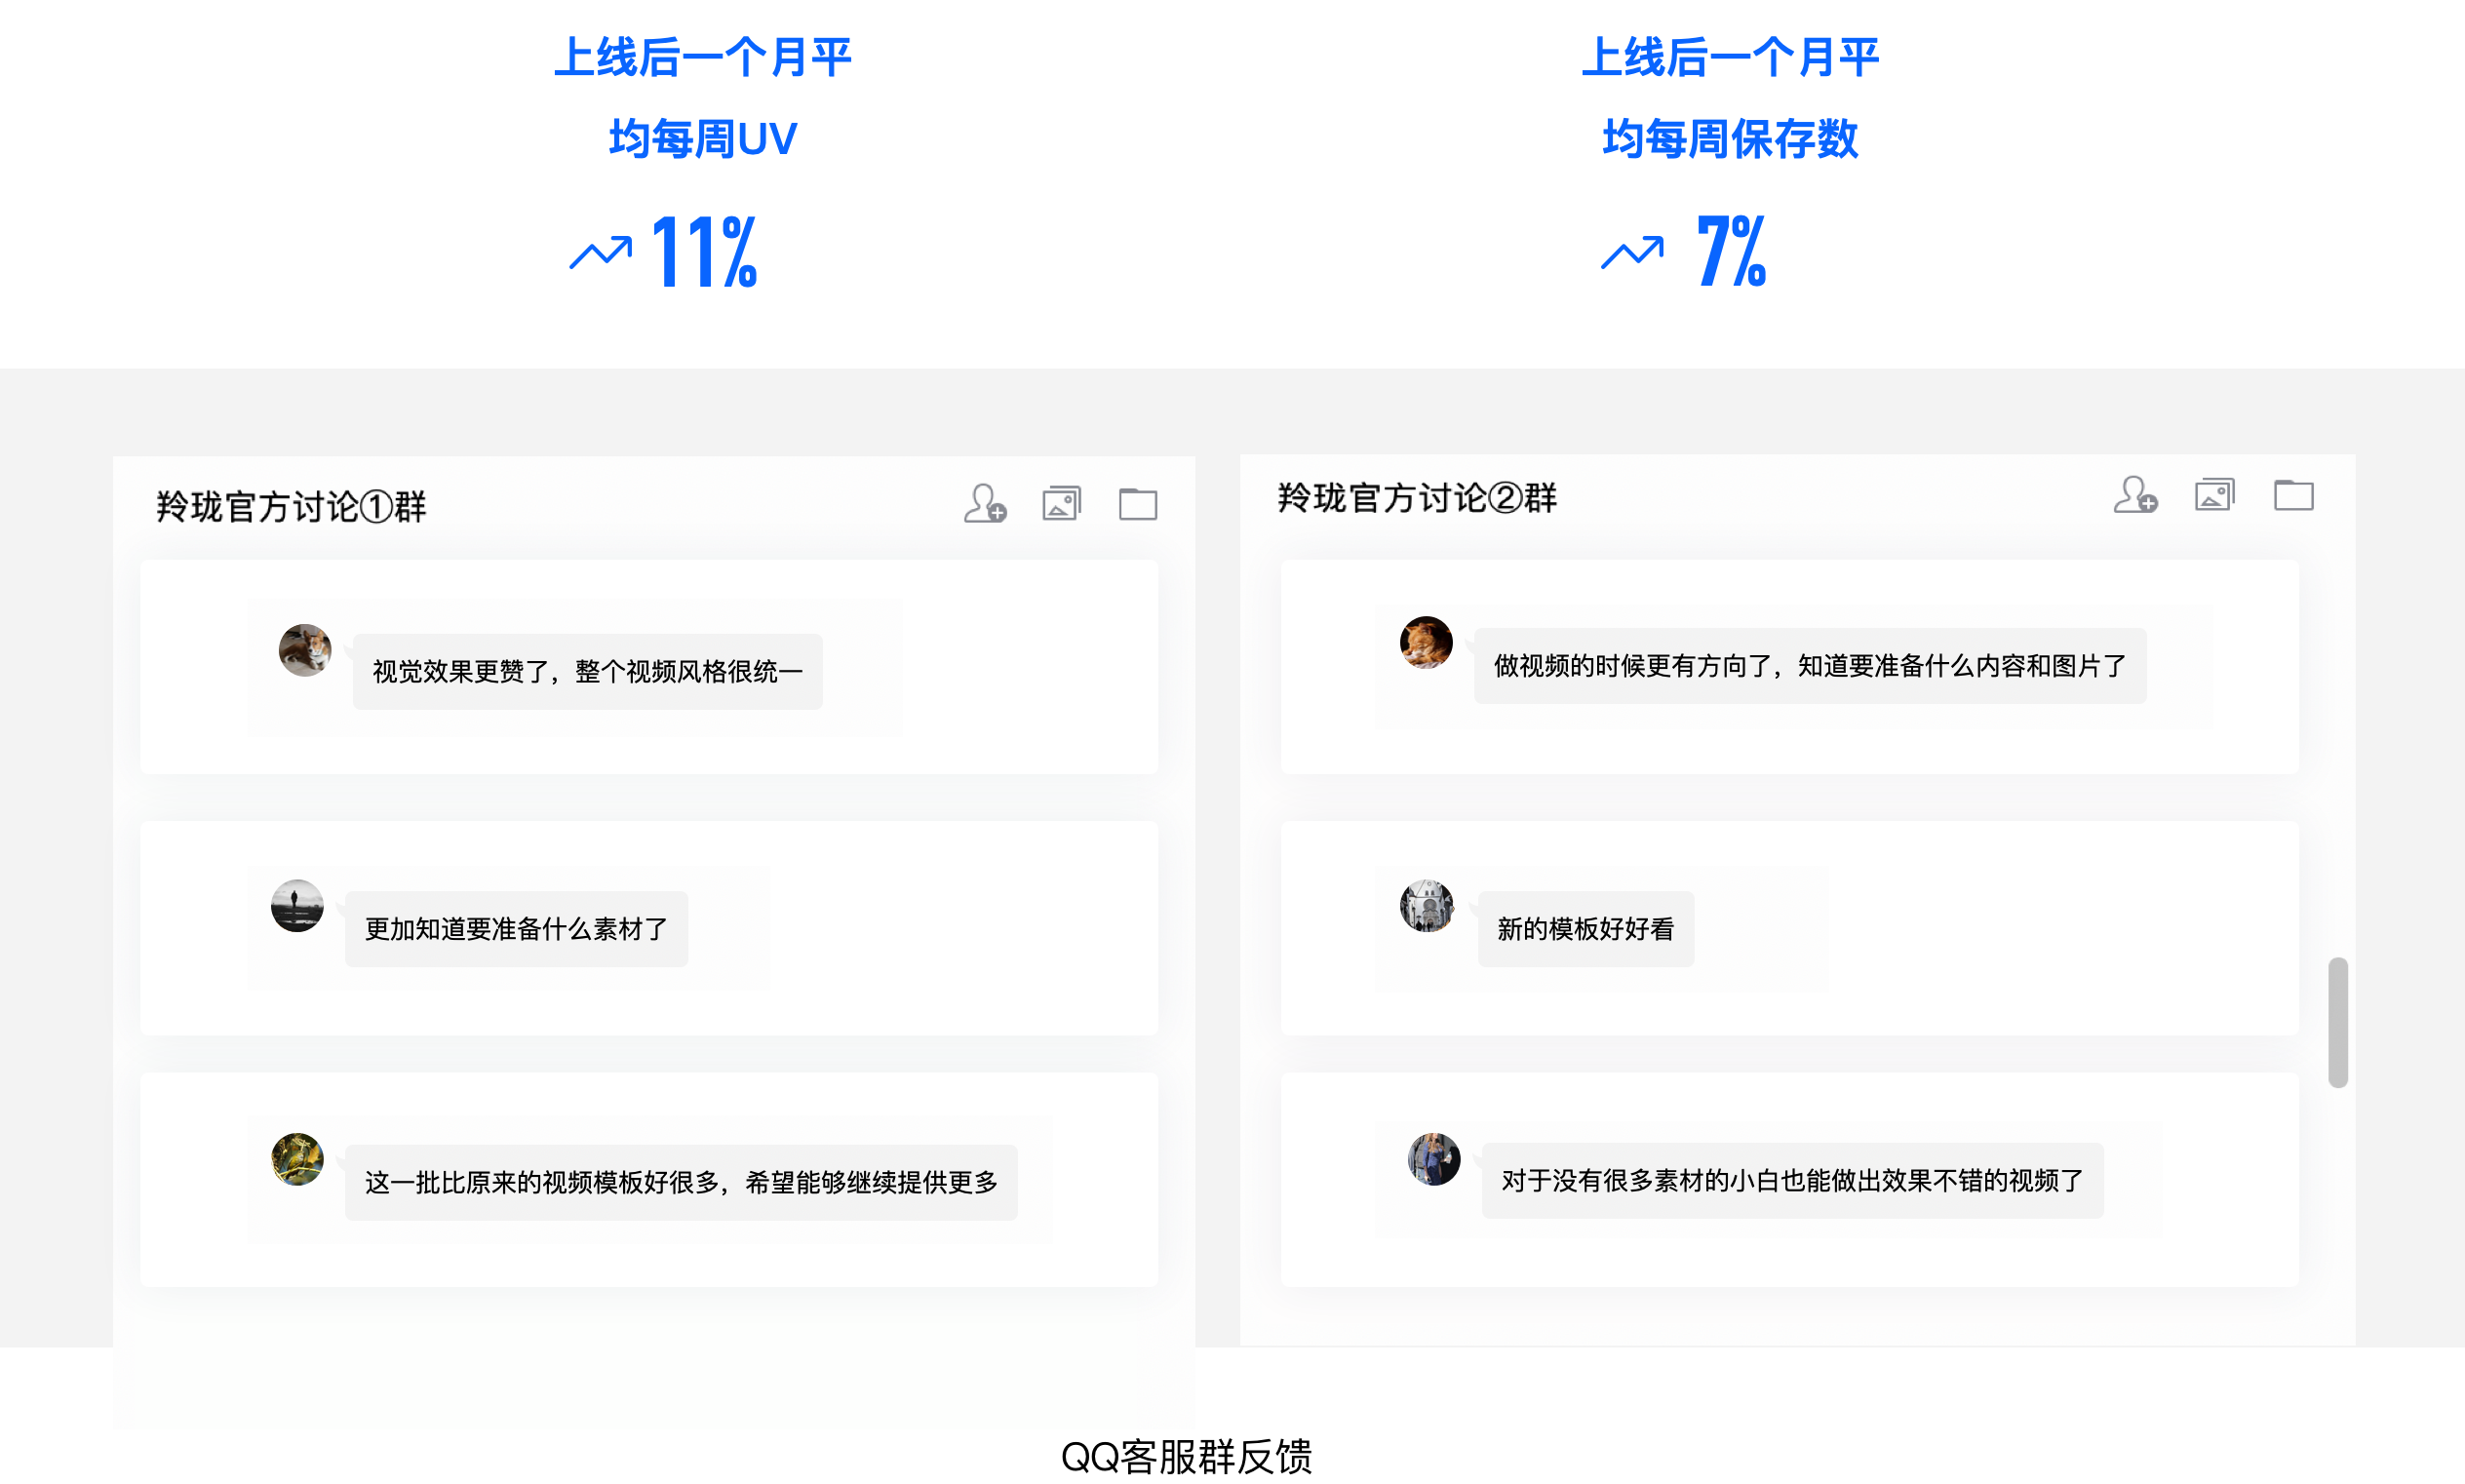 上线后一个月平
均每周UV
11%
上线后一个月平
均每周保存数
7%
羚珑官方讨论①群
视觉效果更赞了，整个视频风格很统一
更加知道要准备什么素材了
这一批比原来的视频模板好很多，希望能够继续提供更多
羚珑官方讨论②群
做视频的时候更有方向了，知道要准备什么内容和图片了
新的模板好好看
对于没有很多素材的小白也能做出效果不错的视频了
QQ客服群反馈